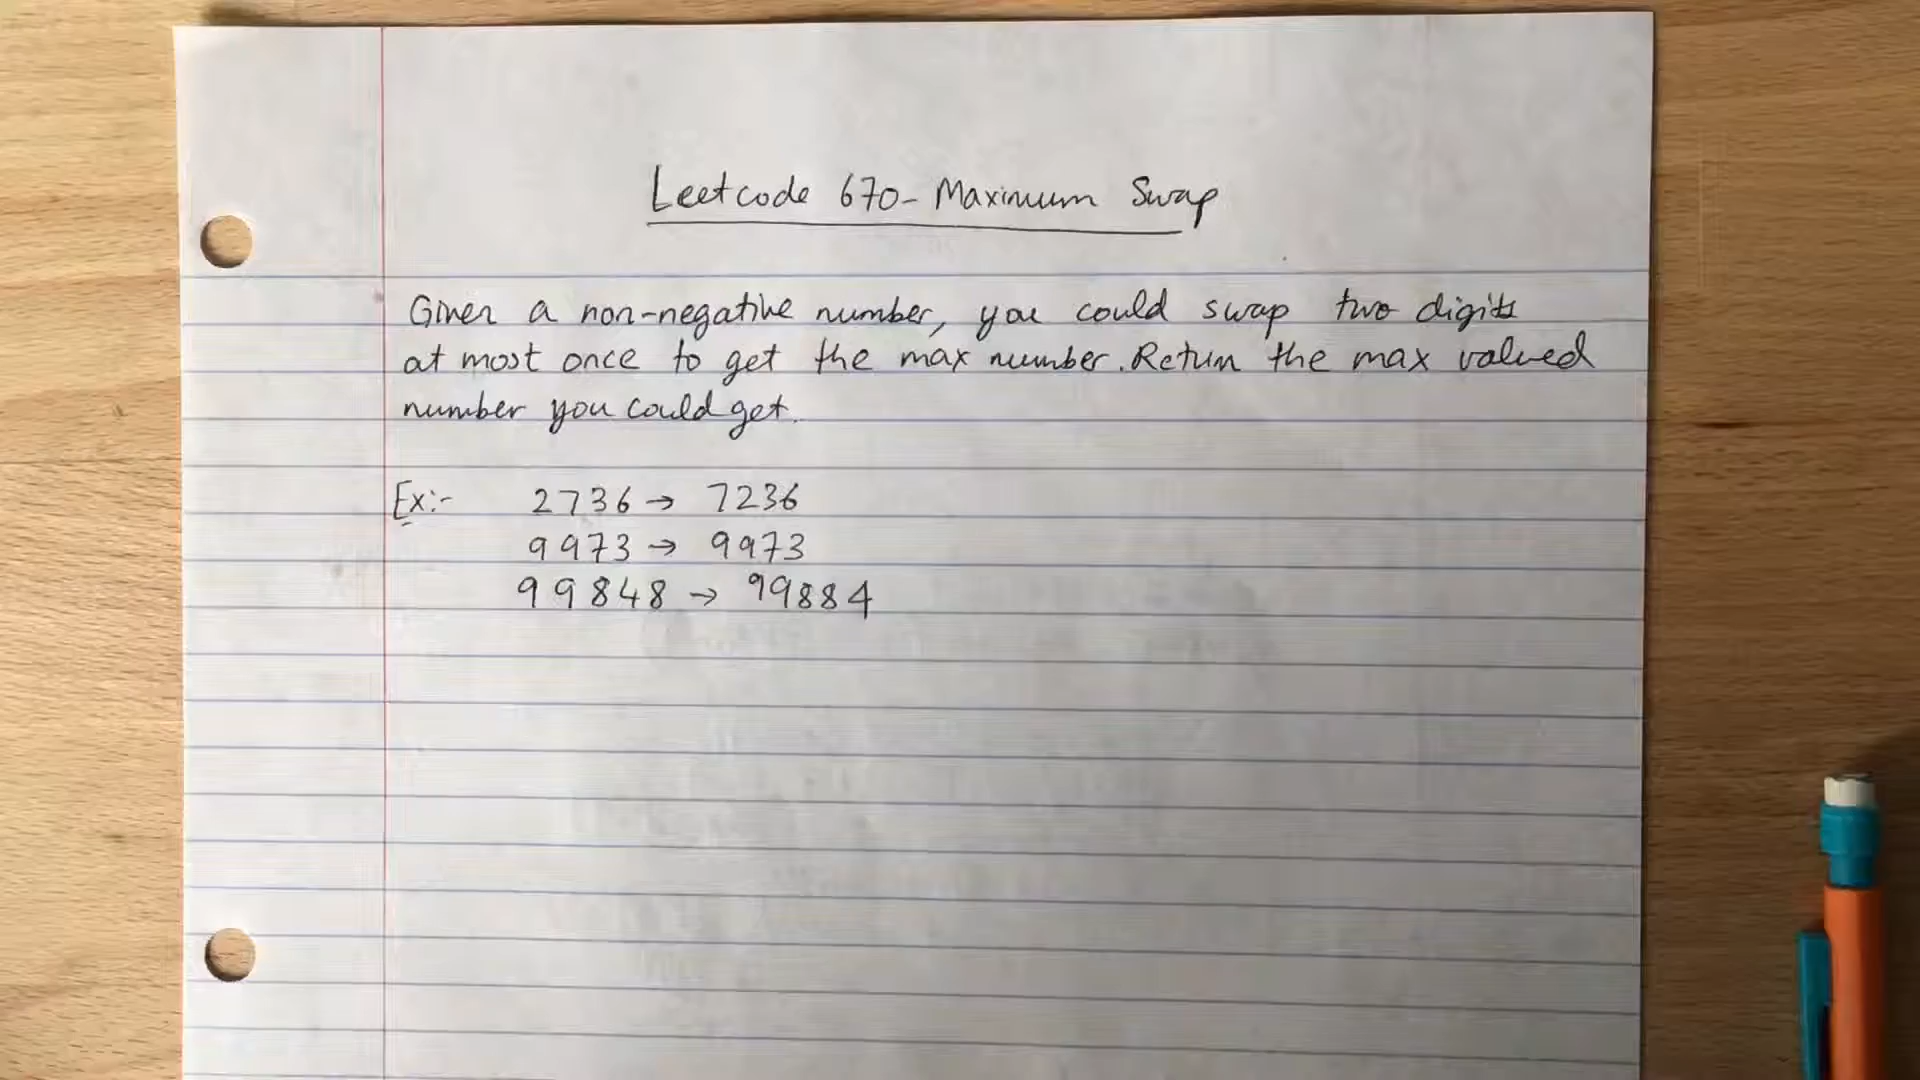 Leetcode 670- Maximum Swap
Given a non-negative number, you could swap two digits
at most once to get the max number. Return the max valued
number you could get.
Ex:- 2736 → 7236
9973 → 9973
99848 → 99884